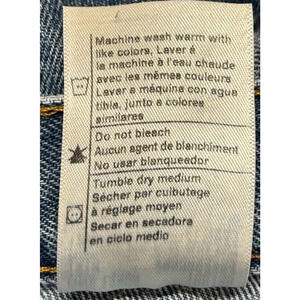 Machine wash warm with
like colors, Laver é
la machine à l'eau chaude
avec les mêmes couleurs
Lavar a máquina con agua
tibia, junto a colores
similares
Do not bleach
Aucun agent de blanchiment
No usar blanqueador
Tumble dry medium
Sécher par culbutage
à réglage moyen
Secar en secadora
en ciclo medio